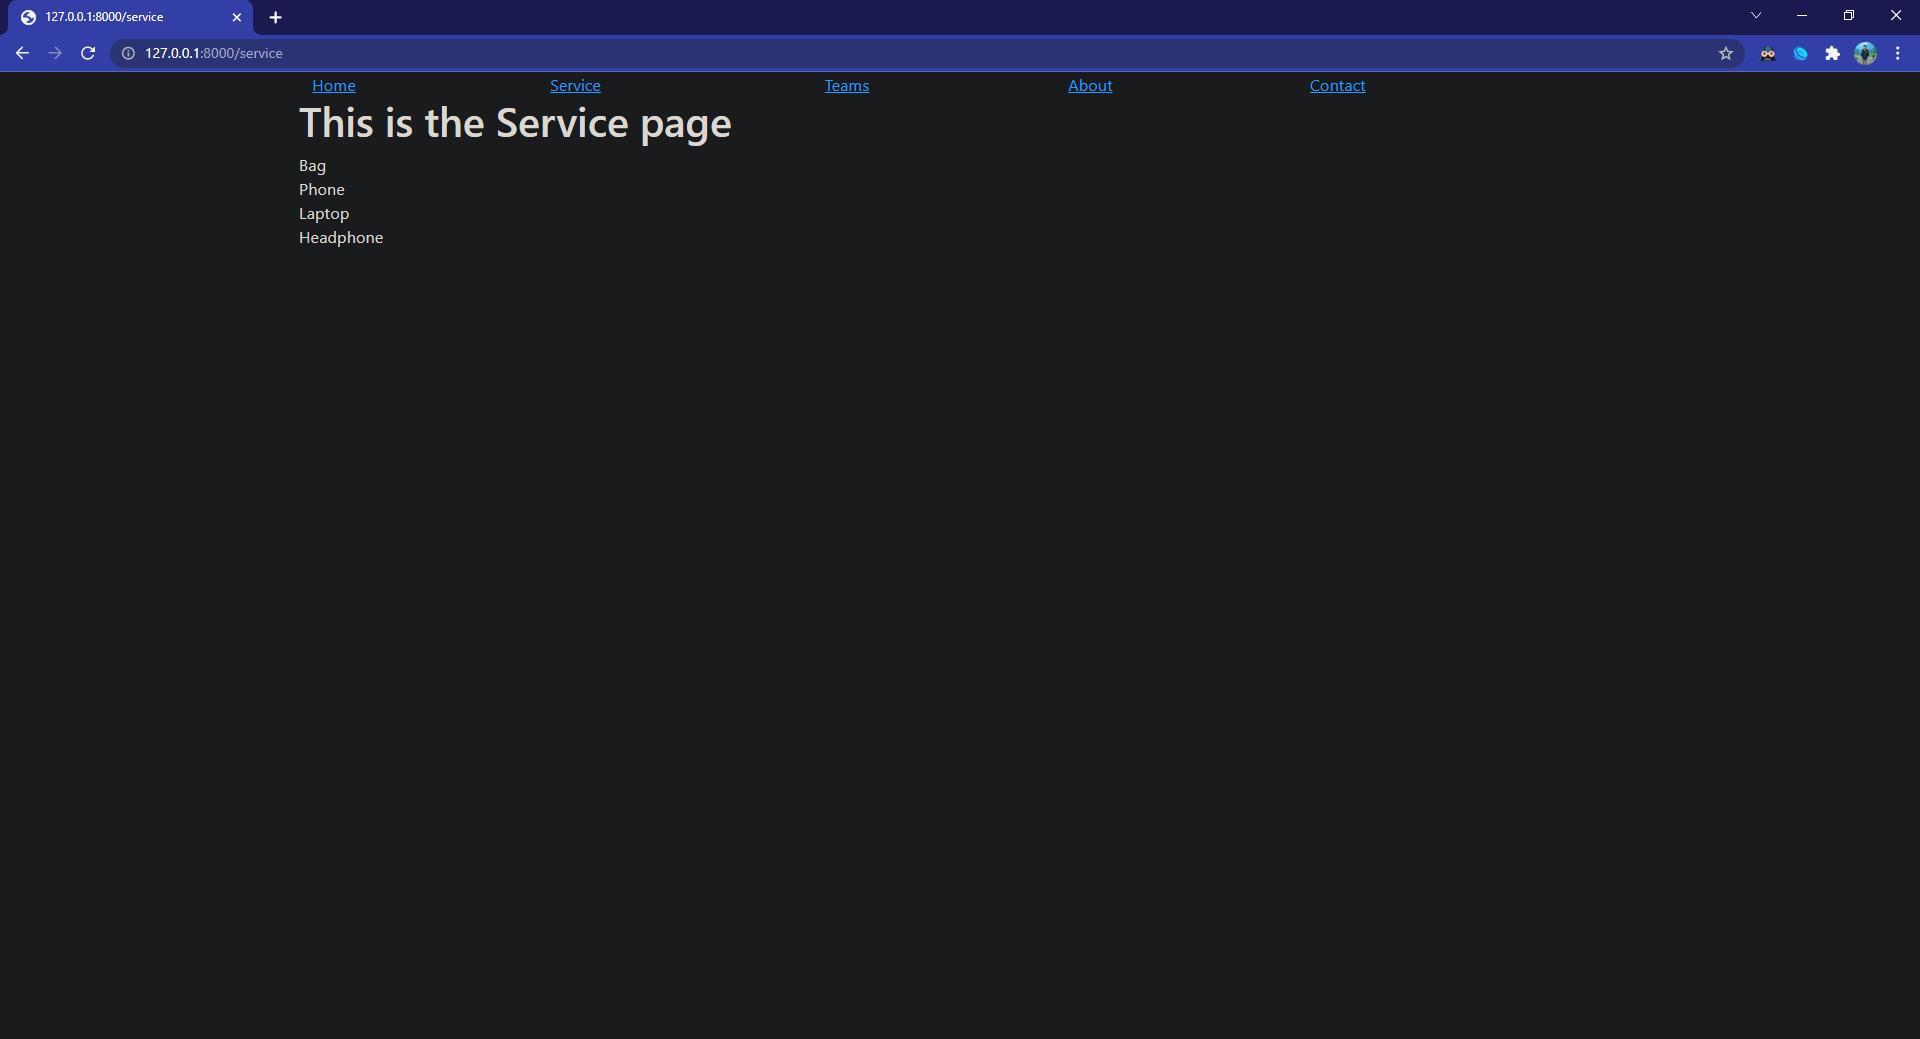 127.0.0.1:8000/service
127.0.0.1:8000/service
Home Service Teams About Contact
This is the Service page
Bag
Phone
Laptop
Headphone